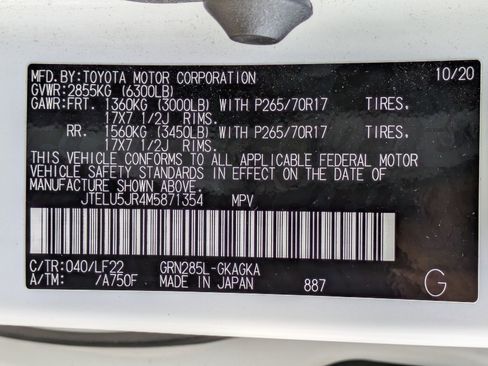 MFD.BY:TOYOTA MOTOR CORPORATION 10/20
GVWR:2855KG (6300LB)
GAWR:FRT. 1360KG (3000LB) WITH P265/70R17 TIRES,
17X7 1/2J RIMS.
RR. 1560KG (3450LB) WITH P265/70R17 TIRES,
17X7 1/2J RIMS.
THIS VEHICLE CONFORMS TO ALL APPLICABLE FEDERAL MOTOR
VEHICLE SAFETY STANDARDS IN EFFECT ON THE DATE OF
MANUFACTURE SHOWN ABOVE.
JTELU5JR4M5871354 MPV
C/TR:040/LF22 GRN285L-GKAGKA
A/TM: /A750F MADE IN JAPAN 887 G